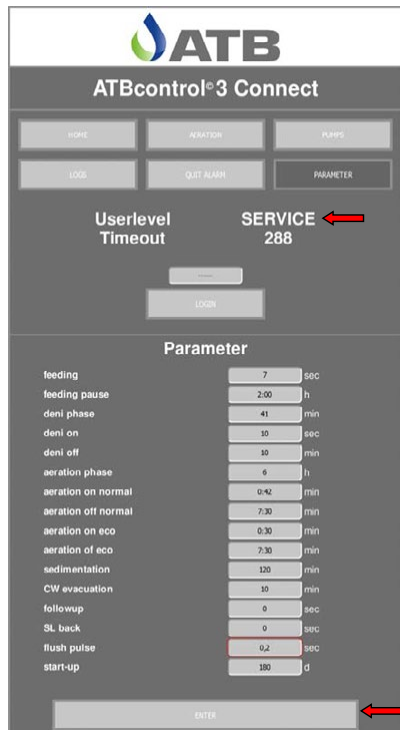 ATB
ATBcontrol©3 Connect
HOME AERATION PUMPS
LOGS QUIT ALARM PARAMETER
Userlevel SERVICE
Timeout 288
LOGIN
Parameter
feeding 7 sec
feeding pause 2:00 h
deni phase 41 min
deni on 10 sec
deni off 10 min
aeration phase 6 h
aeration on normal 0:42 min
aeration off normal 7:30 min
aeration on eco 0:30 min
aeration of eco 7:30 min
sedimentation 120 min
CW evacuation 10 min
followup 0 sec
SL back 0 sec
flush pulse 0,2 sec
start-up 180 d
ENTER